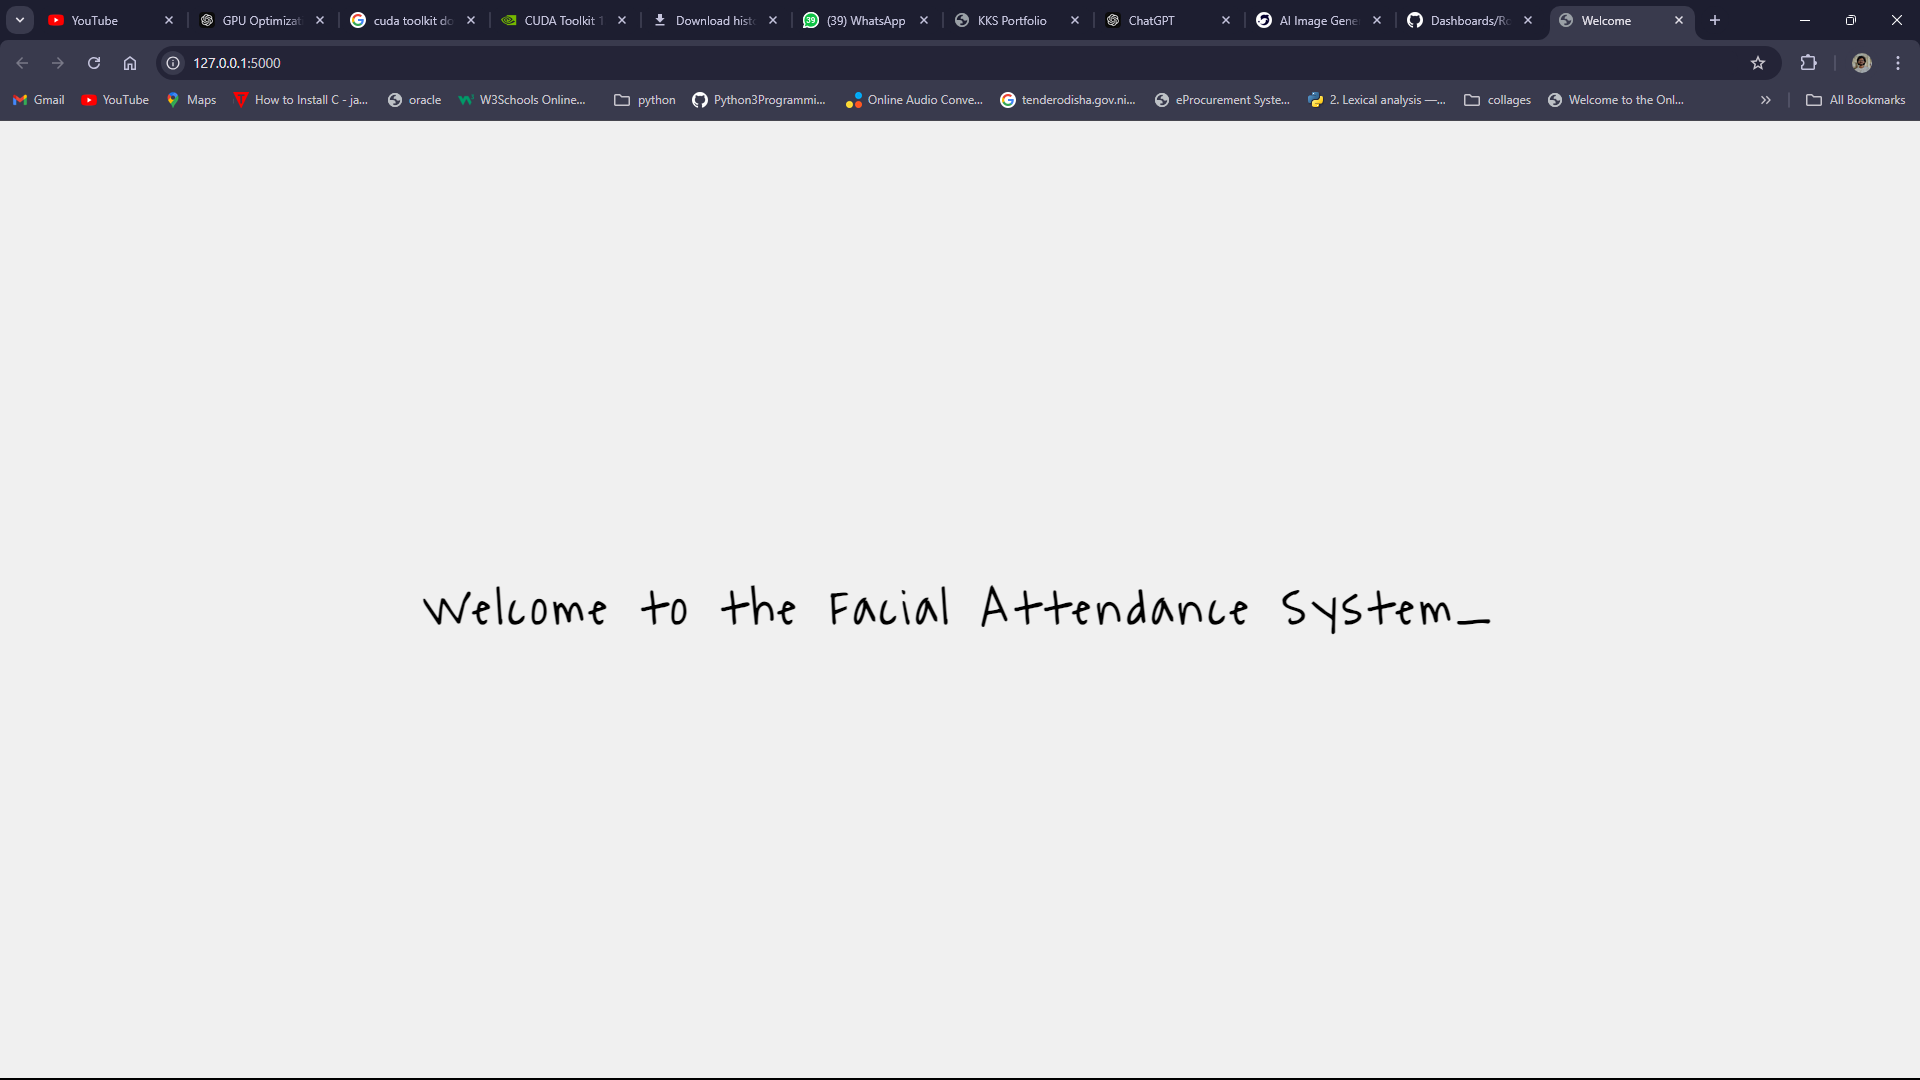 YouTube
GPU Optimizat
cuda toolkit do
CUDA Toolkit 1
Download histo
(39) WhatsApp
KKS Portfolio
ChatGPT
AI Image Gene
Dashboards/Ro
Welcome
127.0.0.1:5000
Gmail
YouTube
Maps
How to Install C - ja...
oracle
W3Schools Online...
python
Python3Programmi...
Online Audio Conve...
tenderodisha.gov.ni...
eProcurement Syste...
2. Lexical analysis —...
collages
Welcome to the Onl...
All Bookmarks
Welcome to the Facial Attendance System_